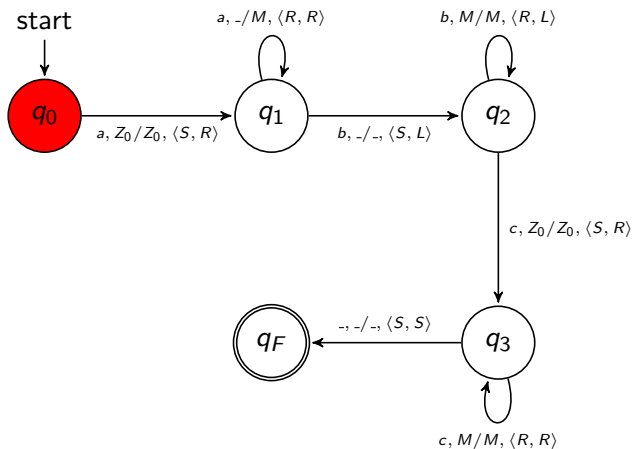 start
a, _/M, ⟨R, R⟩
b, M/M, ⟨R, L⟩
q0
q1
q2
a, Z0/Z0, ⟨S, R⟩
b, _/_, ⟨S, L⟩
c, Z0/Z0, ⟨S, R⟩
qF
_, _/_, ⟨S, S⟩
q3
c, M/M, ⟨R, R⟩